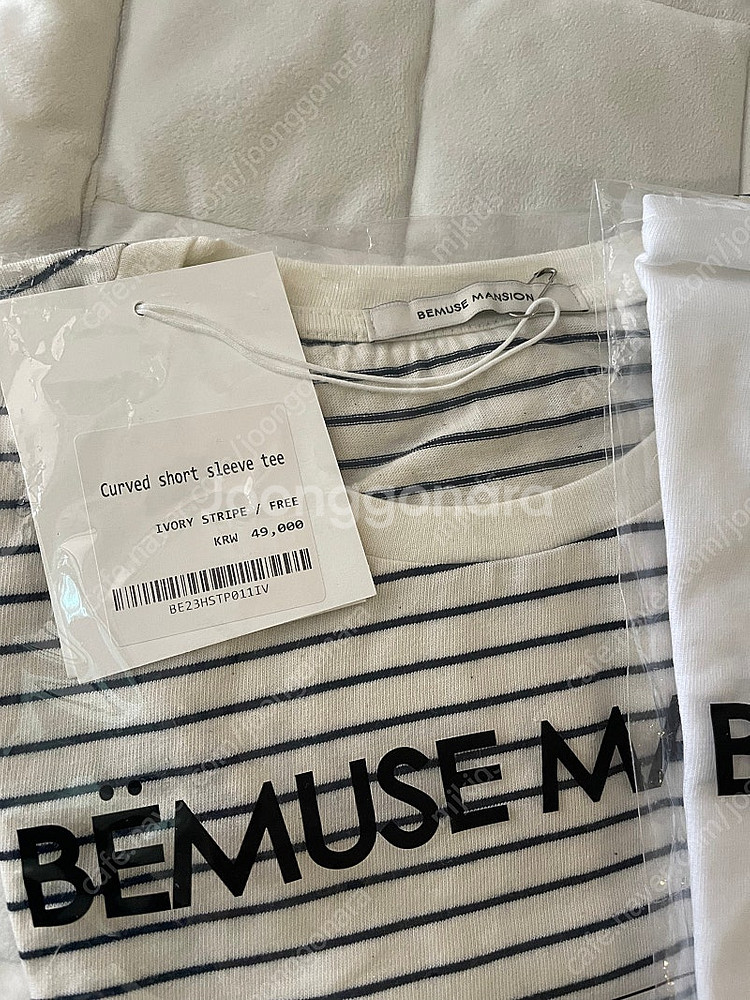 BEMUSE MANSION
Curved short sleeve tee
IVORY STRIPE / FREE
KRW 49,000
BE23HSTP011IV
joonggonara
BËMUSE MA
B